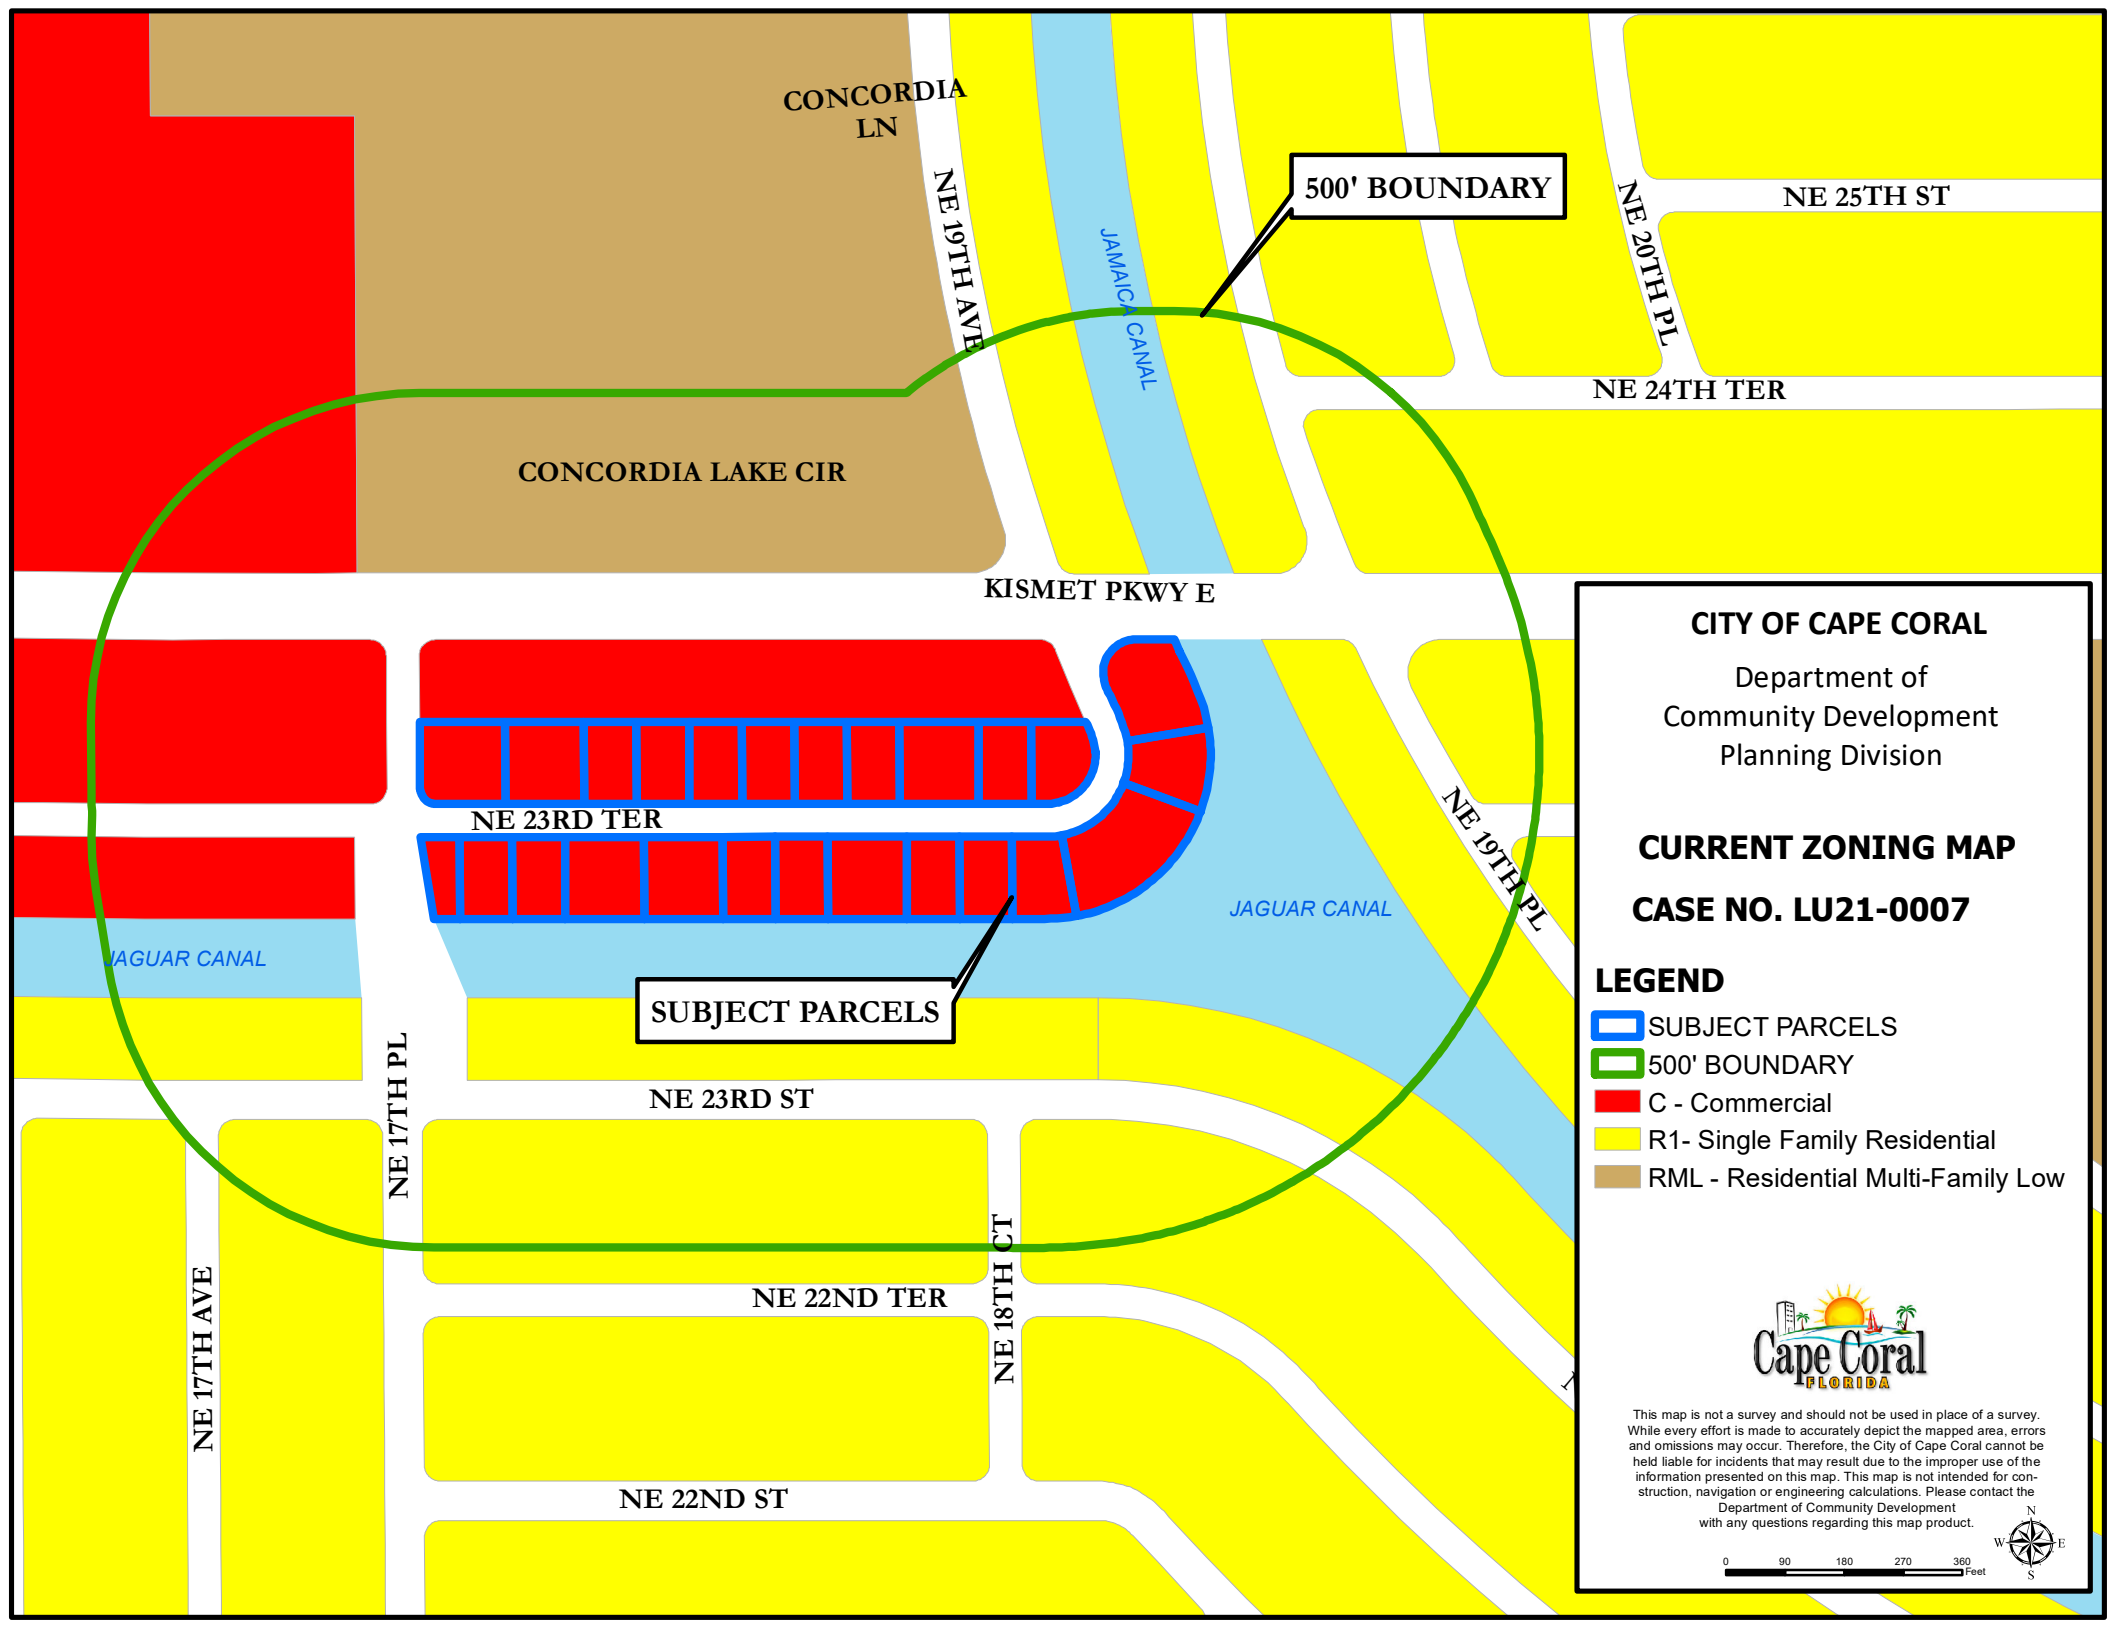 CONCORDIA
LN
NE 19TH AVE
JAMAICA CANAL
500' BOUNDARY
NE 20TH PL
NE 25TH ST
NE 24TH TER
CONCORDIA LAKE CIR
KISMET PKWY E
NE 23RD TER
NE 19TH PL
JAGUAR CANAL
JAGUAR CANAL
SUBJECT PARCELS
NE 17TH PL
NE 23RD ST
NE 17TH AVE
NE 18TH CT
NE 22ND TER
NE 22ND ST
CITY OF CAPE CORAL
Department of
Community Development
Planning Division
CURRENT ZONING MAP
CASE NO. LU21-0007
LEGEND
SUBJECT PARCELS
500' BOUNDARY
C - Commercial
R1- Single Family Residential
RML - Residential Multi-Family Low
Cape Coral
FLORIDA
This map is not a survey and should not be used in place of a survey.
While every effort is made to accurately depict the mapped area, errors
and omissions may occur. Therefore, the City of Cape Coral cannot be
held liable for incidents that may result due to the improper use of the
information presented on this map. This map is not intended for con-
struction, navigation or engineering calculations. Please contact the
Department of Community Development
with any questions regarding this map product.
N
W E
S
0 90 180 270 360
Feet